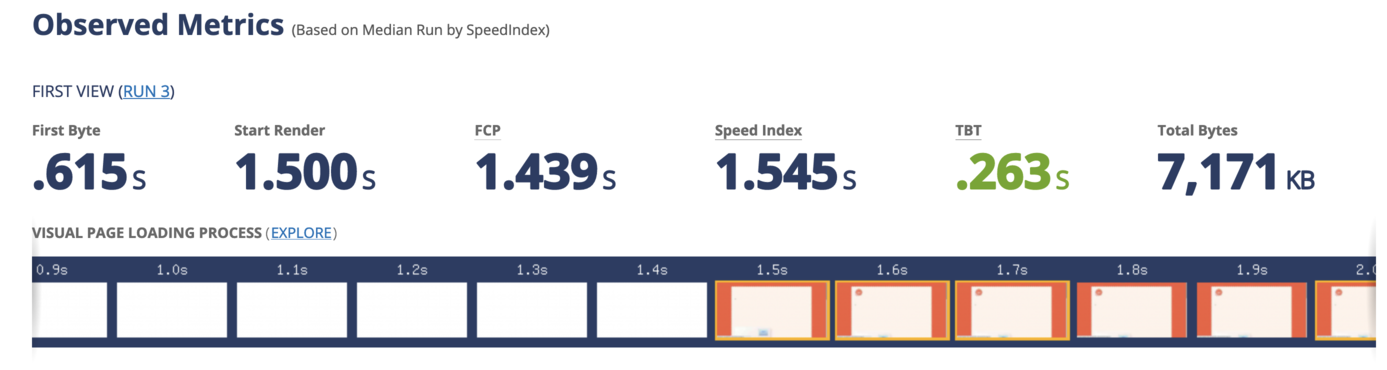 Observed Metrics (Based on Median Run by SpeedIndex)
FIRST VIEW (RUN 3)
First Byte Start Render FCP Speed Index TBT Total Bytes
.615 S 1.500 S 1.439 S 1.545 S .263 S 7,171 KB
VISUAL PAGE LOADING PROCESS (EXPLORE)
0.9s 1.0s 1.1s 1.2s 1.3s 1.4s 1.5s 1.6s 1.7s 1.8s 1.9s 2.0